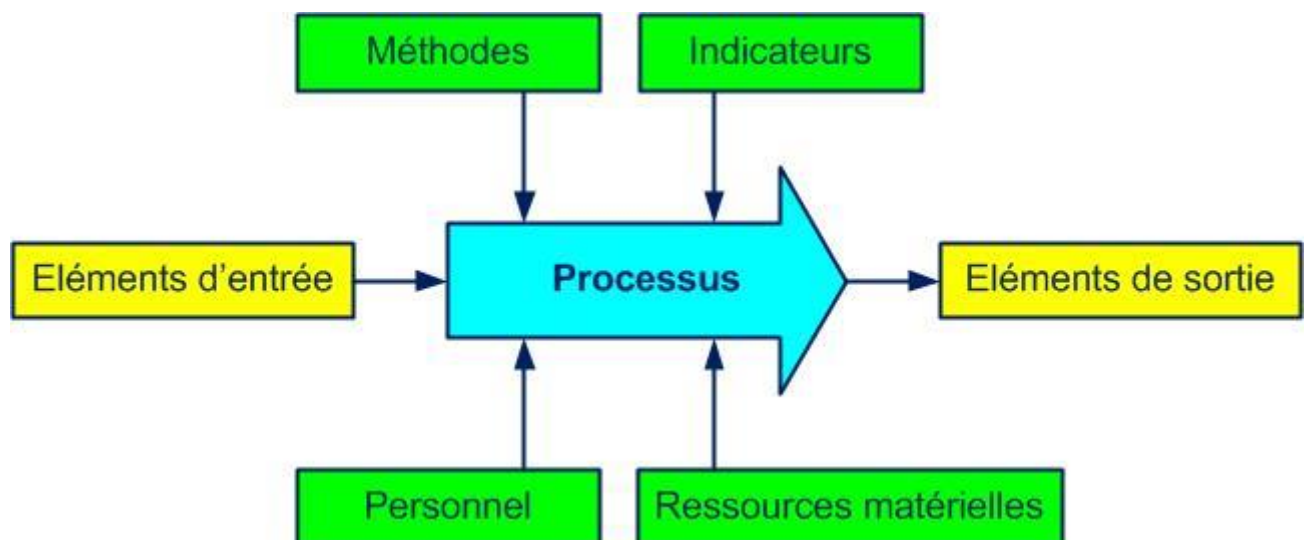 Méthodes
Indicateurs
Eléments d’entrée
Processus
Eléments de sortie
Personnel
Ressources matérielles